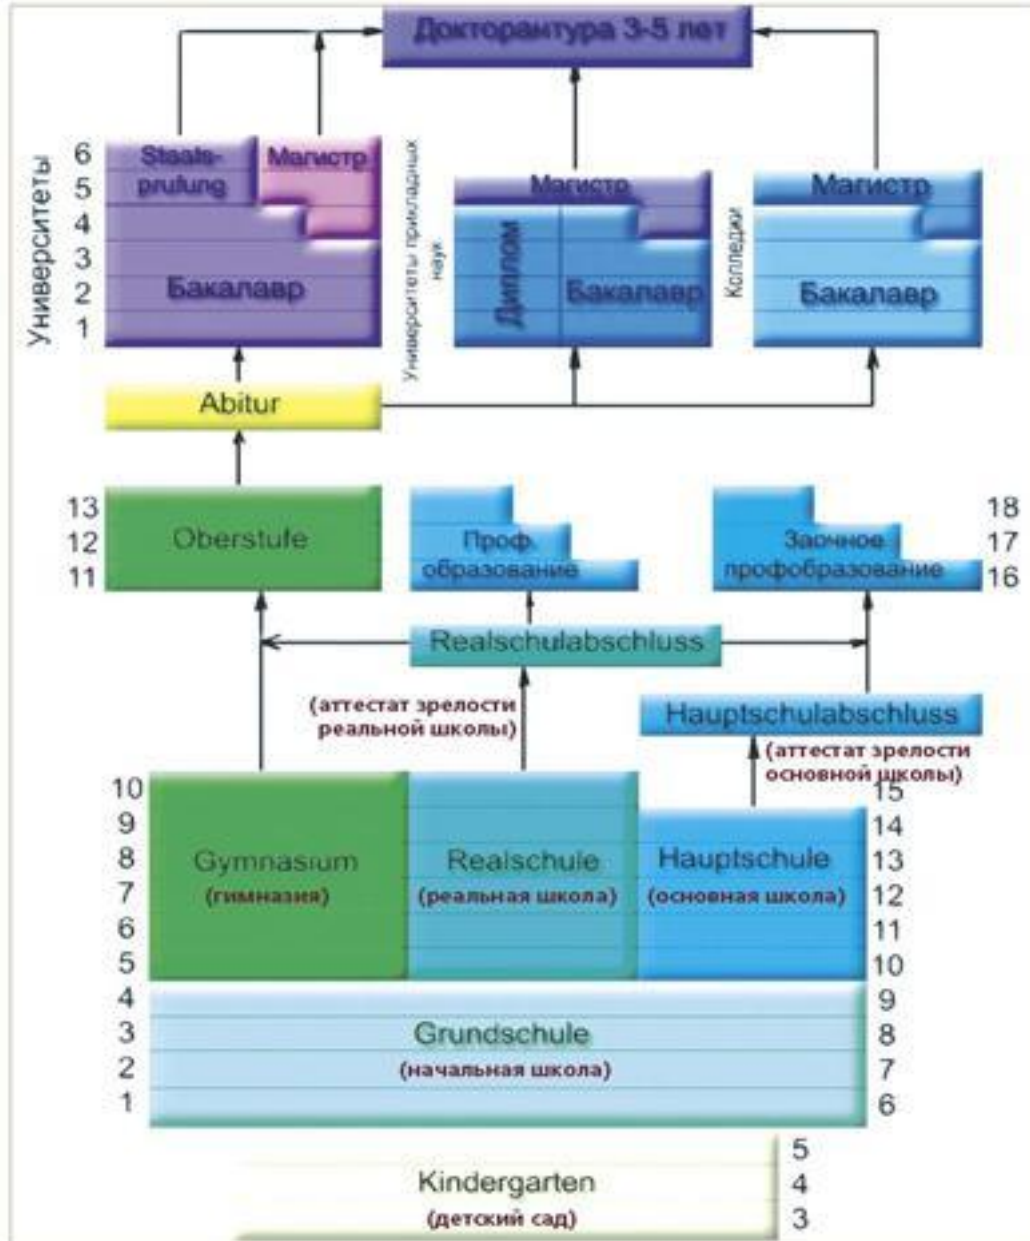 Докторантура 3-5 лет
Университеты
6
5
4
3
2
1
Staats-
prufung
Магистр
Бакалавр
Университеты прикладных
наук
Магистр
Диплом
Бакалавр
Колледжи
Магистр
Бакалавр
Abitur
13
12
11
Oberstufe
Проф.
образование
Заочное
профобразование
18
17
16
Realschulabschluss
(аттестат зрелости
реальной школы)
Hauptschulabschluss
(аттестат зрелости
основной школы)
10
9
8
7
6
5
Gymnasium
(гимназия)
Realschule
(реальная школа)
Hauptschule
(основная школа)
15
14
13
12
11
10
4
3
2
1
Grundschule
(начальная школа)
9
8
7
6
Kindergarten
(детский сад)
5
4
3